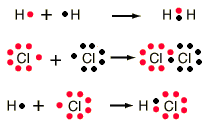 H + H → H H
Cl + Cl → Cl Cl
H + Cl → H Cl